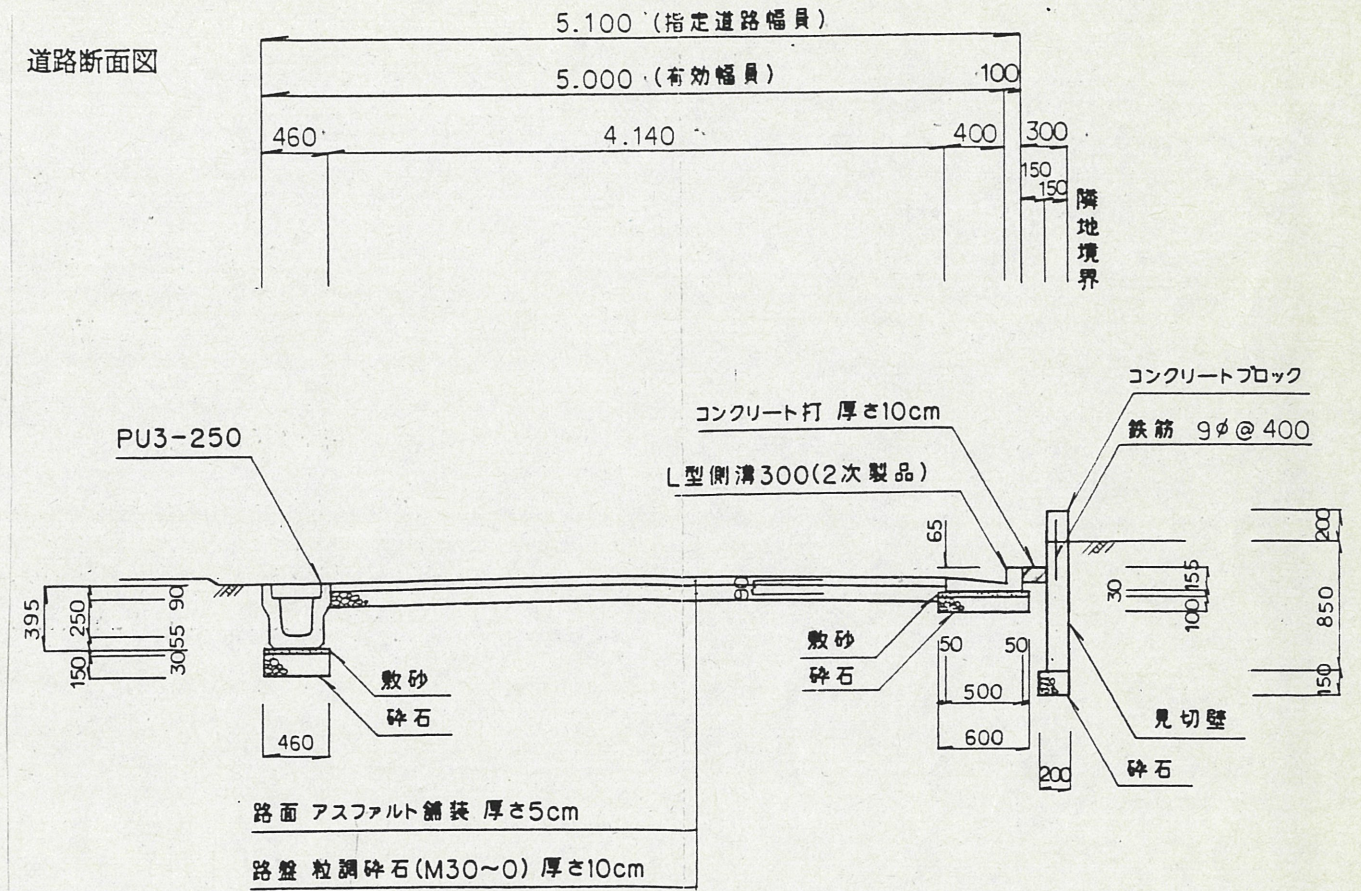 道路断面図
5.100 (指定道路幅員)
5.000 (有効幅員)
100
460
4.140
400
300
150
150
隣地境界
コンクリートブロック
鉄筋 9φ@400
コンクリート打 厚さ10cm
L型側溝300(2次製品)
PU3-250
395
250
150
90
55
30
90
65
30
155
100
200
850
150
敷砂
砕石
460
敷砂
砕石
50
50
500
600
200
見切壁
砕石
路面 アスファルト舗装 厚さ5cm
路盤 粒調砕石(M30~0) 厚さ10cm